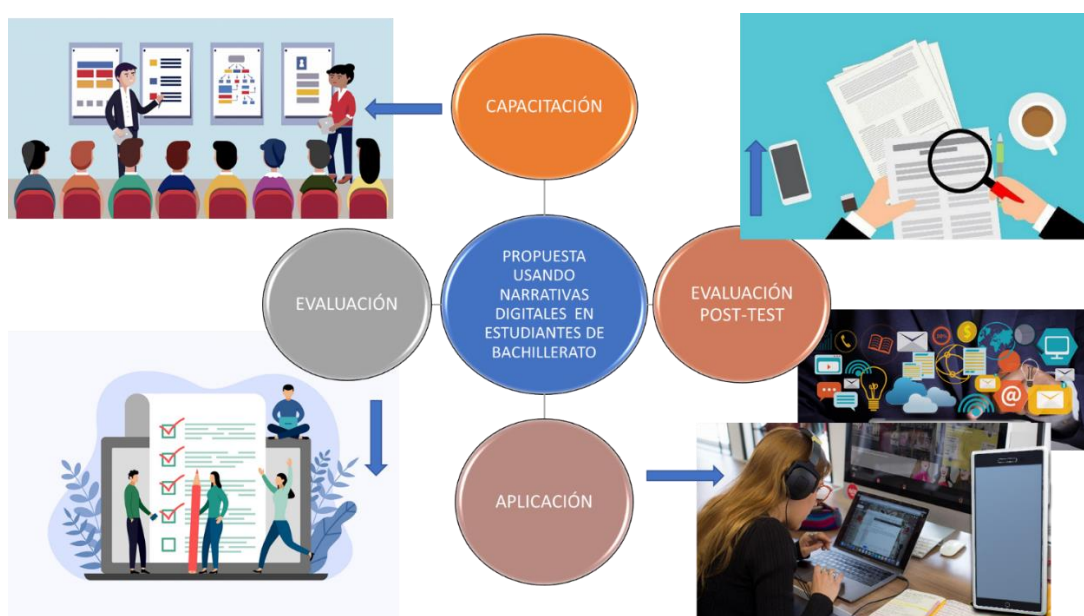 CAPACITACIÓN
EVALUACIÓN
PROPUESTA
USANDO
NARRATIVAS
DIGITALES EN
ESTUDIANTES DE
BACHILLERATO
EVALUACIÓN
POST-TEST
APLICACIÓN